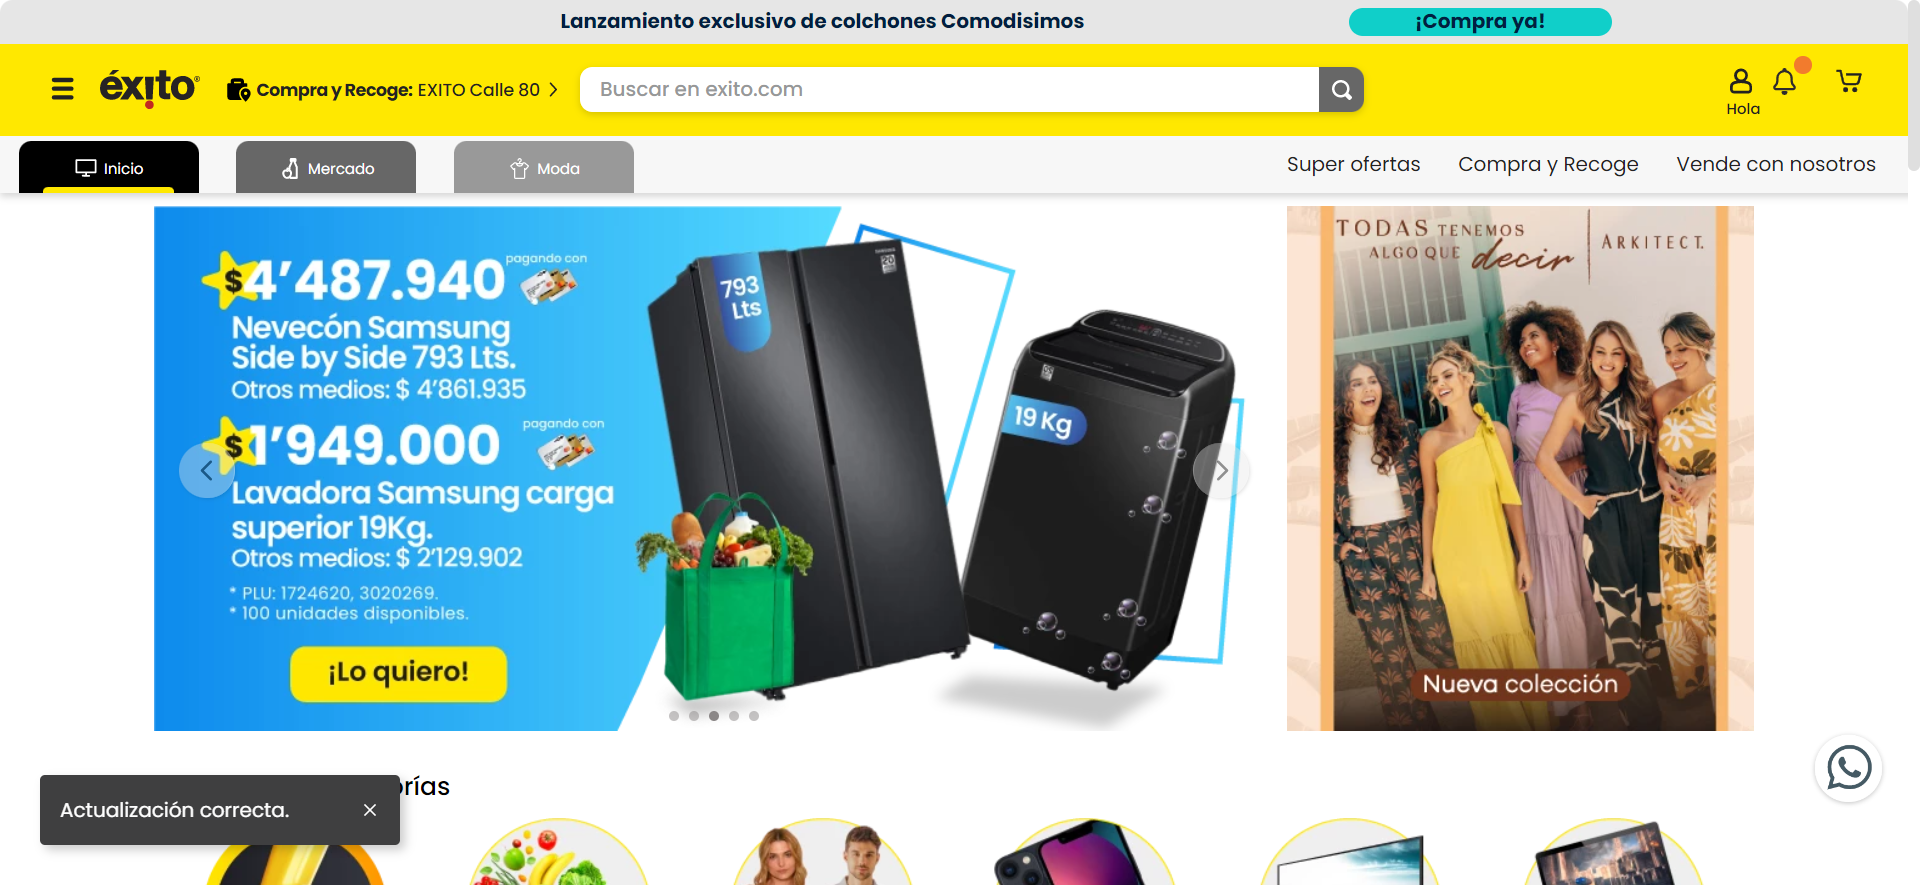 Lanzamiento exclusivo de colchones Comodisimos
¡Compra ya!
éxito
Compra y Recoge: EXITO Calle 80
Buscar en exito.com
Hola
Inicio
Mercado
Moda
Super ofertas
Compra y Recoge
Vende con nosotros
$4’487.940
pagando con
Nevecón Samsung
Side by Side 793 Lts.
Otros medios: $ 4’861.935
$1’949.000
pagando con
Lavadora Samsung carga
superior 19Kg.
Otros medios: $ 2’129.902
* PLU: 1724620, 3020269.
* 100 unidades disponibles.
¡Lo quiero!
793
Lts
20
19 Kg
TODAS TENEMOS
ALGO QUE decir
ARKITECT.
Nueva colección
orías
Actualización correcta.